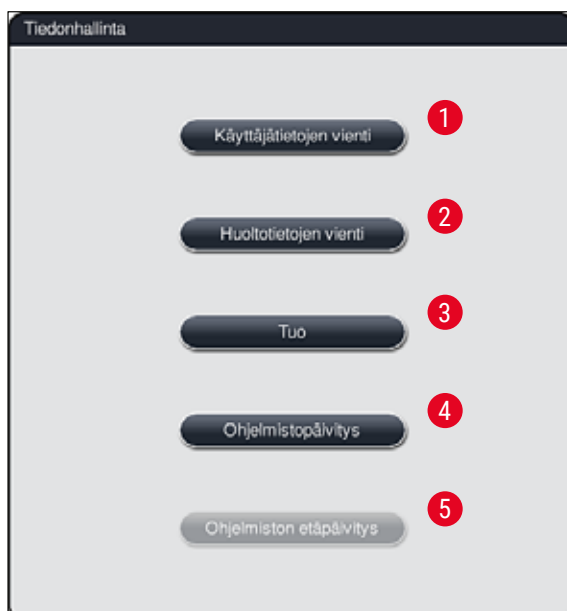 Tiedonhallinta
Käyttäjätietojen vienti
1
Huoltotietojen vienti
2
Tuo
3
Ohjelmistopäivitys
4
Ohjelmiston etäpäivitys
5